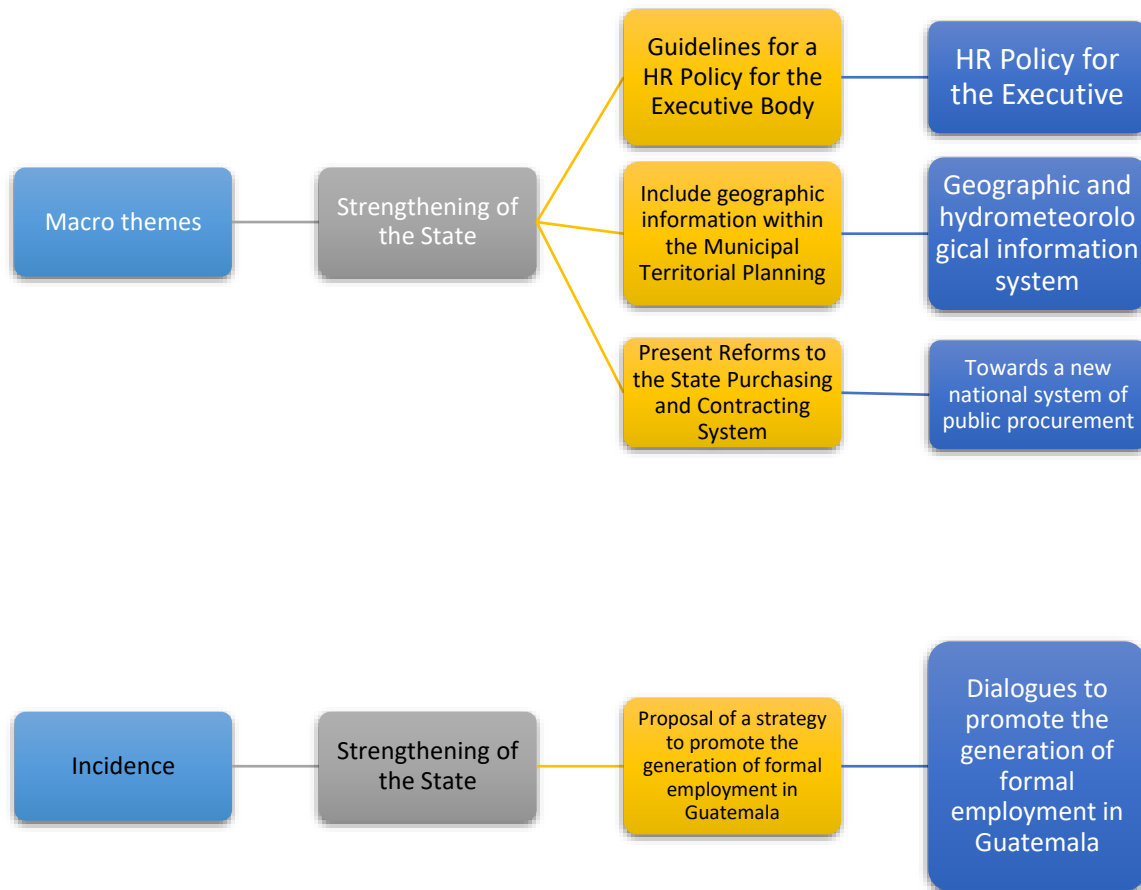 Macro themes
Strengthening of
the State
Guidelines for a
HR Policy for the
Executive Body
HR Policy for
the Executive
Include geographic
information within
the Municipal
Territorial Planning
Geographic and
hydrometeorolo
gical information
system
Present Reforms to
the State Purchasing
and Contracting
System
Towards a new
national system of
public procurement
Incidence
Strengthening of
the State
Proposal of a strategy
to promote the
generation of formal
employment in
Guatemala
Dialogues to
promote the
generation of
formal
employment in
Guatemala